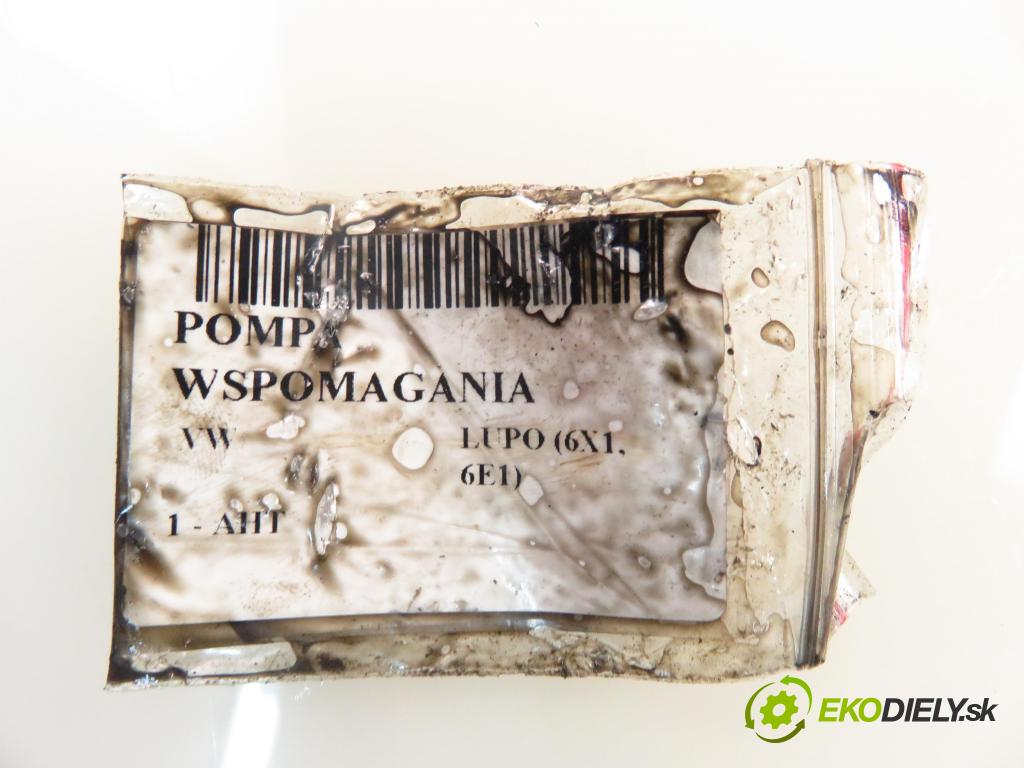 POMPA
WSPOMAGANIA
VW LUPO (6X1,
6E1)
1 - AHT
EKODIELY.sk